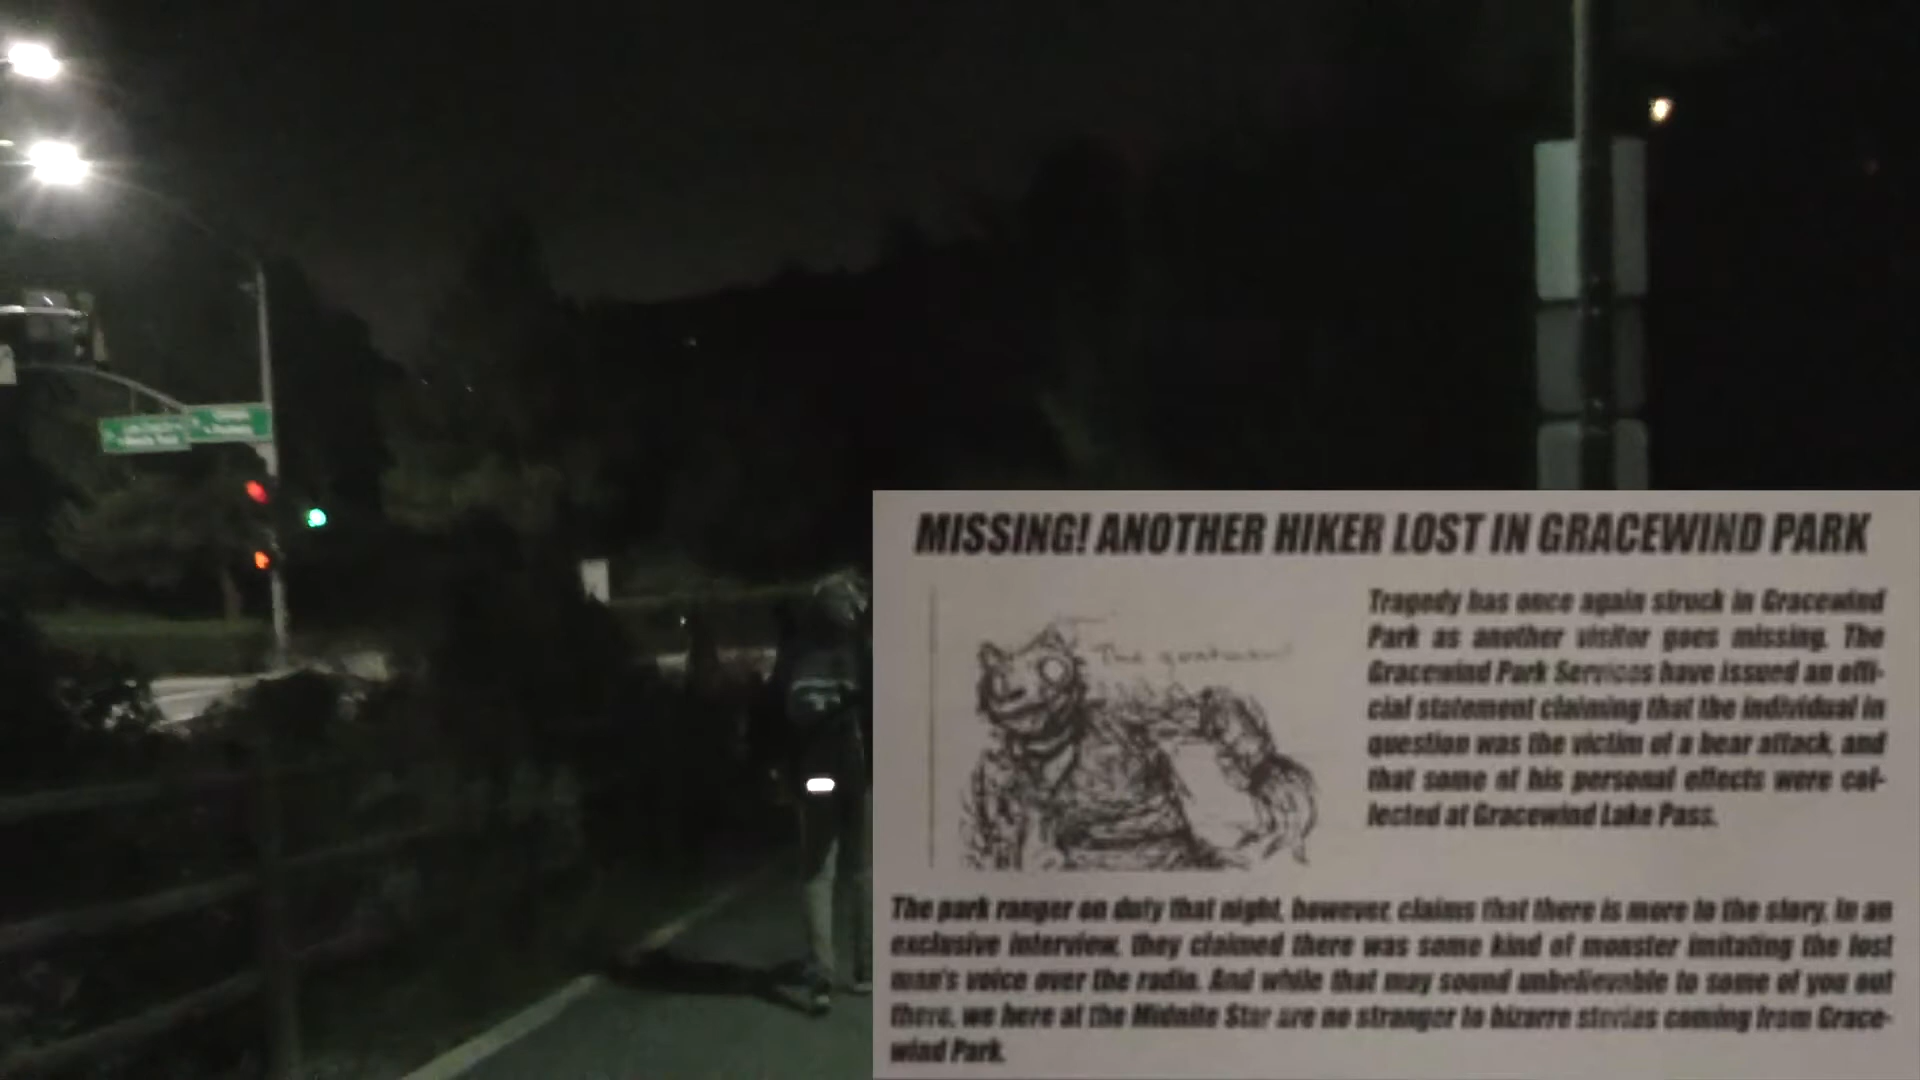 MISSING! ANOTHER HIKER LOST IN GRACEWIND PARK
Tragedy has once again struck in Gracewind
Park as another visitor goes missing. The
Gracewind Park Services have issued an offi-
cial statement claiming that the individual in
question was the victim of a bear attack, and
that some of his personal effects were col-
lected at Gracewind Lake Pass.
The park ranger on duty that night, however, claims that there is more to the story. In an
exclusive interview, they claimed there was some kind of monster imitating the lost
man's voice over the radio. And while that may sound unbelievable to some of you out
there, we here at the Midnite Star are no stranger to bizarre stories coming from Grace-
wind Park.